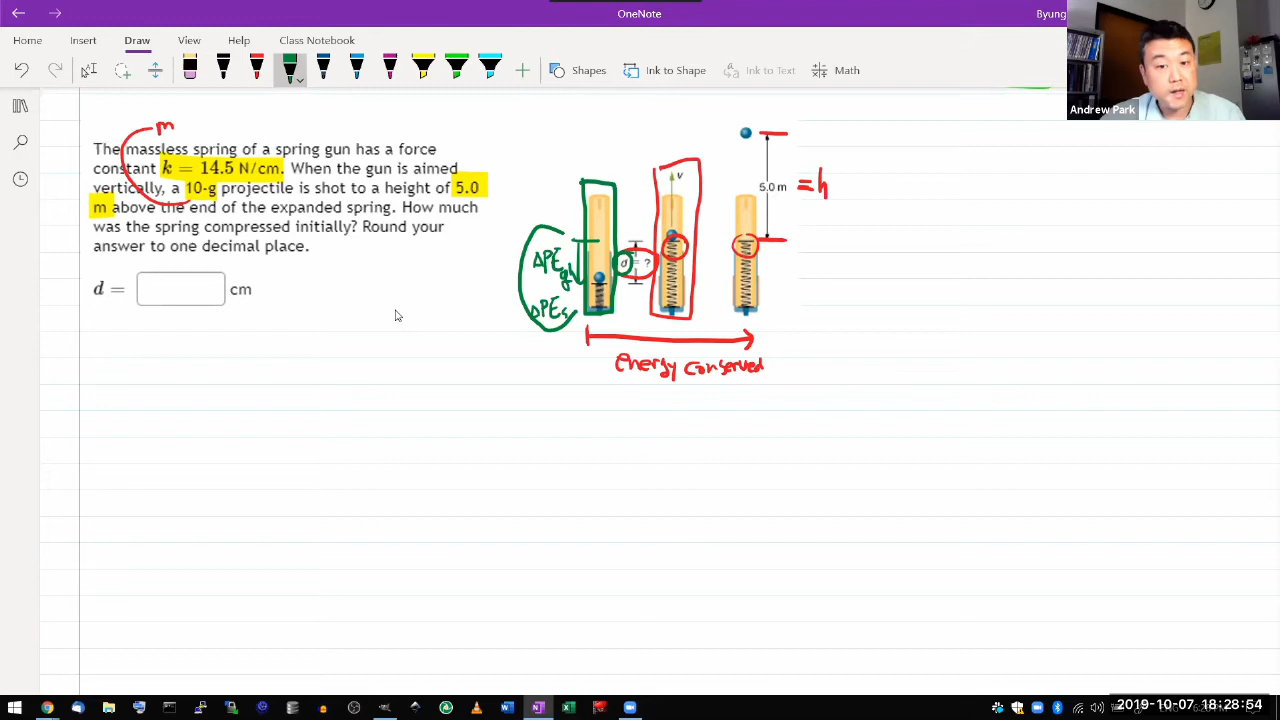 OneNote
Byung
Home
Insert
Draw
View
Help
Class Notebook
Shapes
Ink to Shape
Ink to Text
Math
Andrew Park
m
The massless spring of a spring gun has a force
constant k = 14.5 N/cm. When the gun is aimed
vertically, a 10-g projectile is shot to a height of 5.0
m above the end of the expanded spring. How much
was the spring compressed initially? Round your
answer to one decimal place.
d =
cm
v
5.0 m
= h
ΔPEg
d = ?
ΔPEs
Energy conserved
2019-10-07 18:28:54